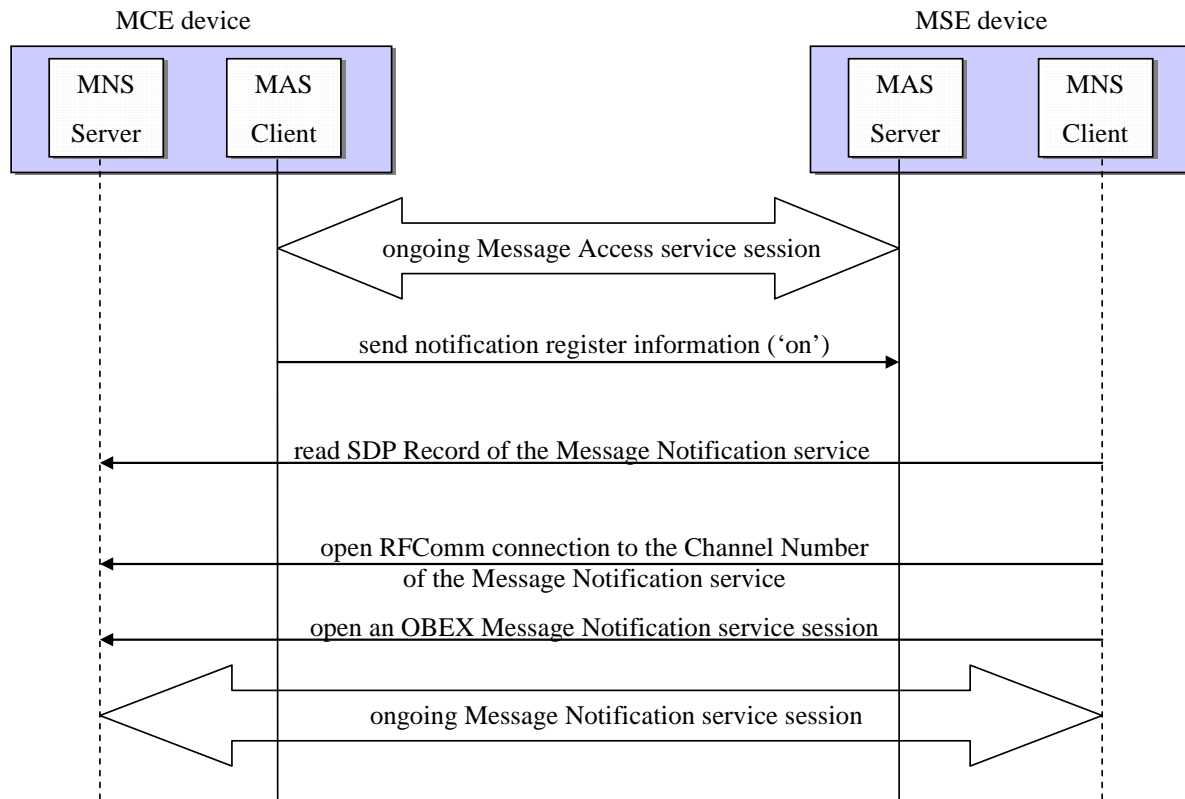 MCE device
MSE device
MNS
Server
MAS
Client
MAS
Server
MNS
Client
ongoing Message Access service session
send notification register information (‘on’)
read SDP Record of the Message Notification service
open RFComm connection to the Channel Number
of the Message Notification service
open an OBEX Message Notification service session
ongoing Message Notification service session